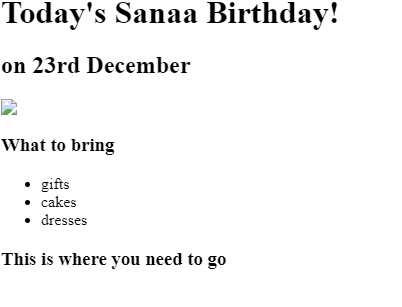 Today's Sanaa Birthday!
on 23rd December
What to bring
gifts
cakes
dresses
This is where you need to go